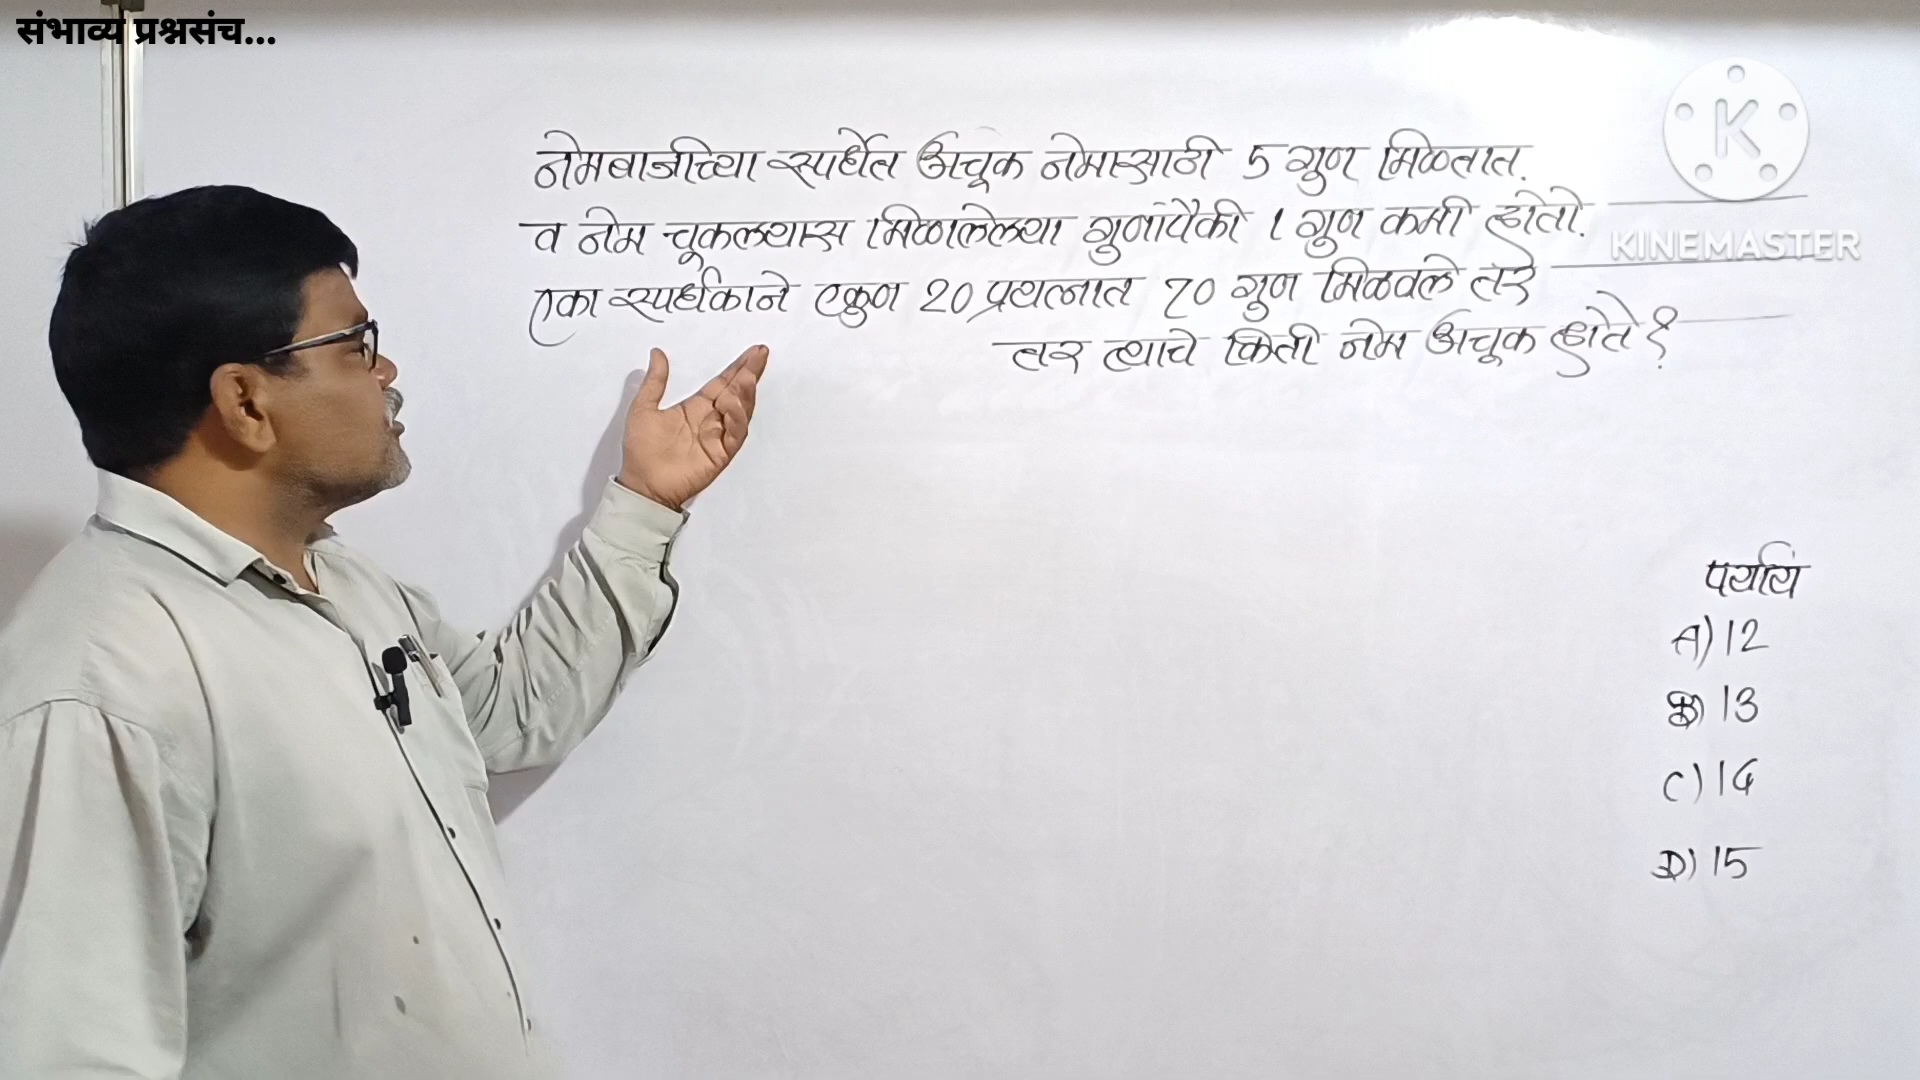 संभाव्य प्रश्नसंच...
KINEMASTER
नेमबाजीच्या स्पर्धेत अचूक नेमासाठी 5 गुण मिळतात.
व नेम चूकल्यास मिळालेल्या गुणांपैकी 1 गुण कमी होतो.
एका स्पर्धकाने एकुण 20 प्रयत्नात 70 गुण मिळवले तर
तर त्याचे किती नेम अचूक होते?
पर्याय
A) 12
B) 13
C) 14
D) 15